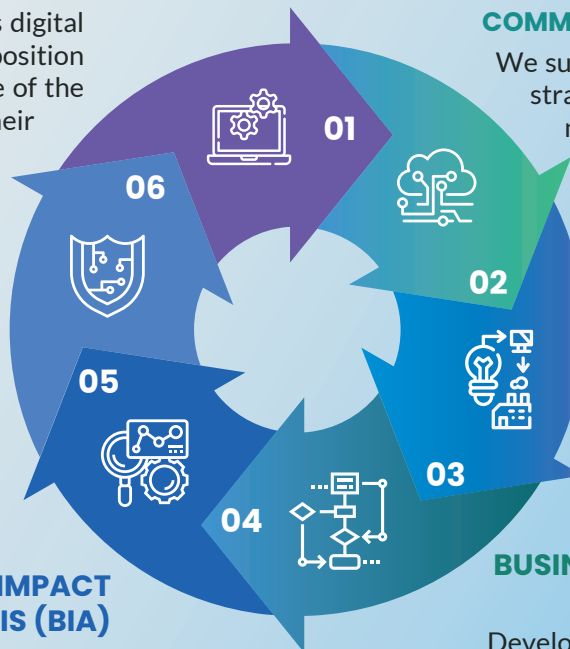 digital
position
of the
COMM
We su
stra
01
06
02
05
03
04
IMPACT
IS (BIA)
BUSIN
Develo